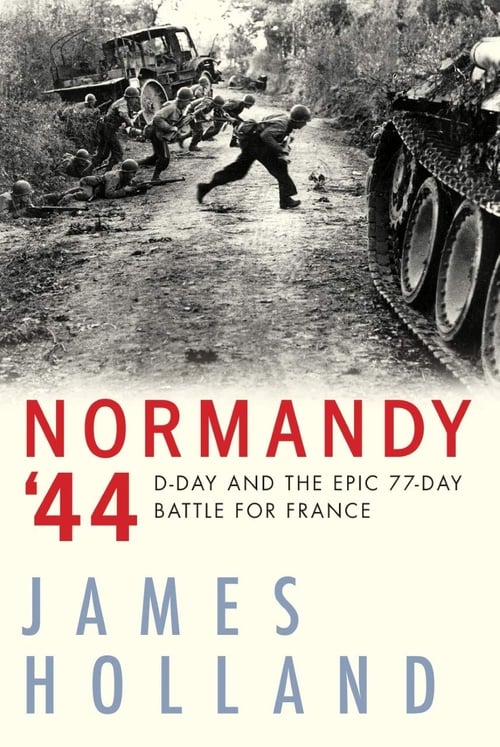 NORMANDY
'44 D-DAY AND THE EPIC 77-DAY
BATTLE FOR FRANCE
JAMES
HOLLAND